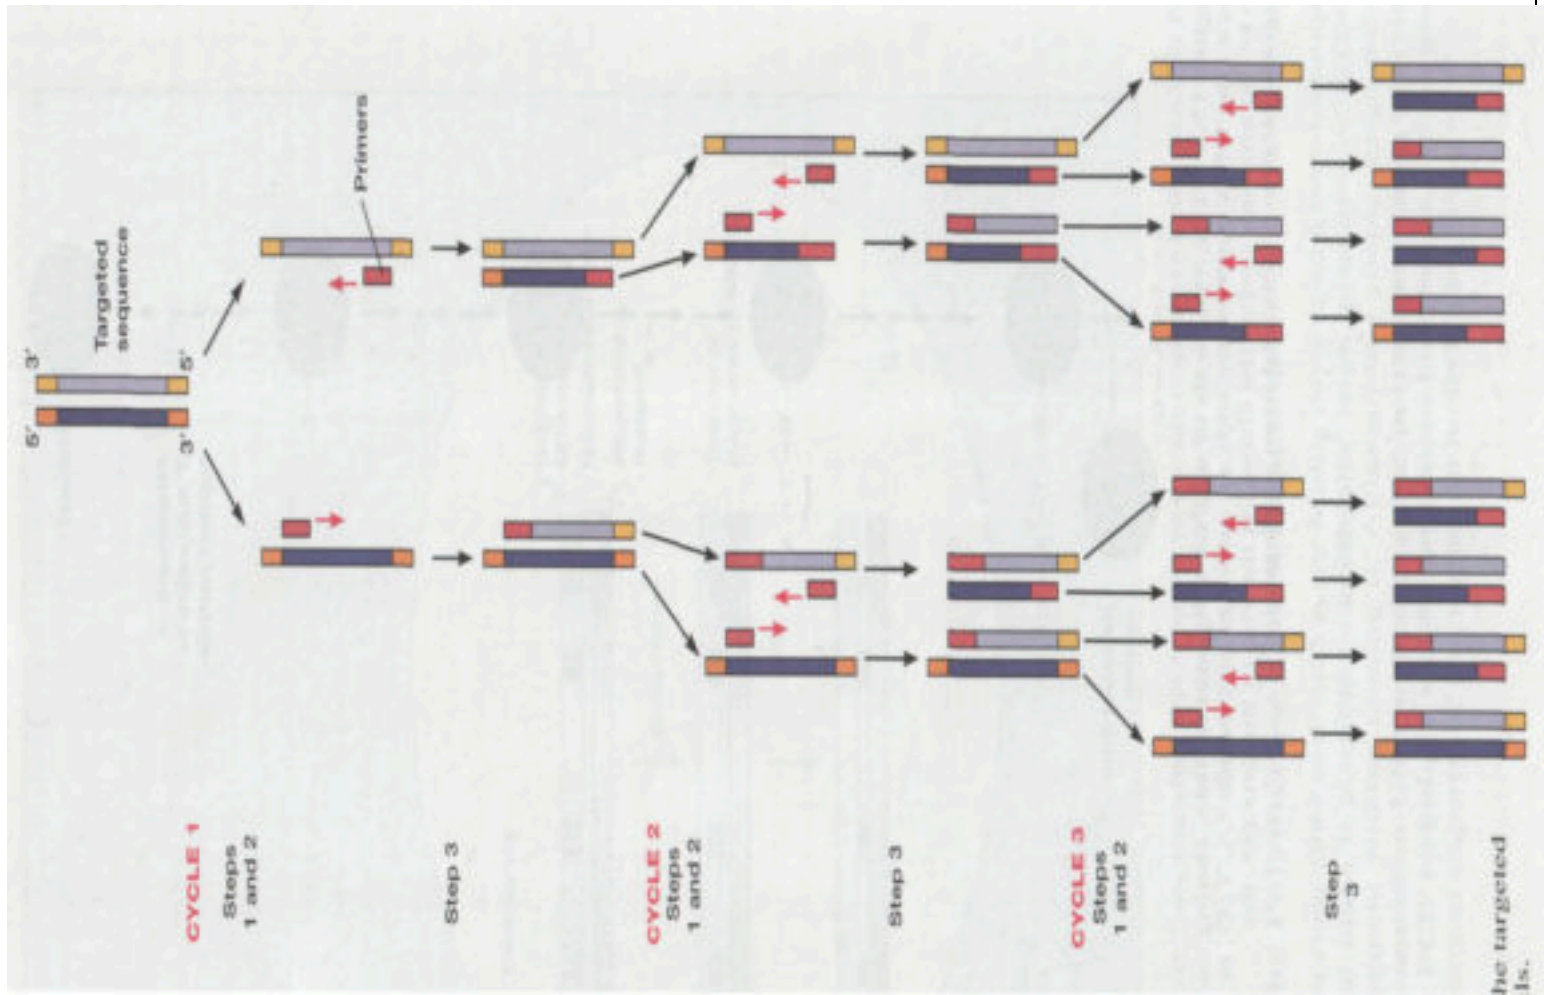 5′ 3′
Targeted
sequence
3′ 5′
CYCLE 1
Steps
1 and 2
Primers
Step 3
CYCLE 2
Steps
1 and 2
Step 3
CYCLE 3
Steps
1 and 2
Step
3
he targeted
ls.